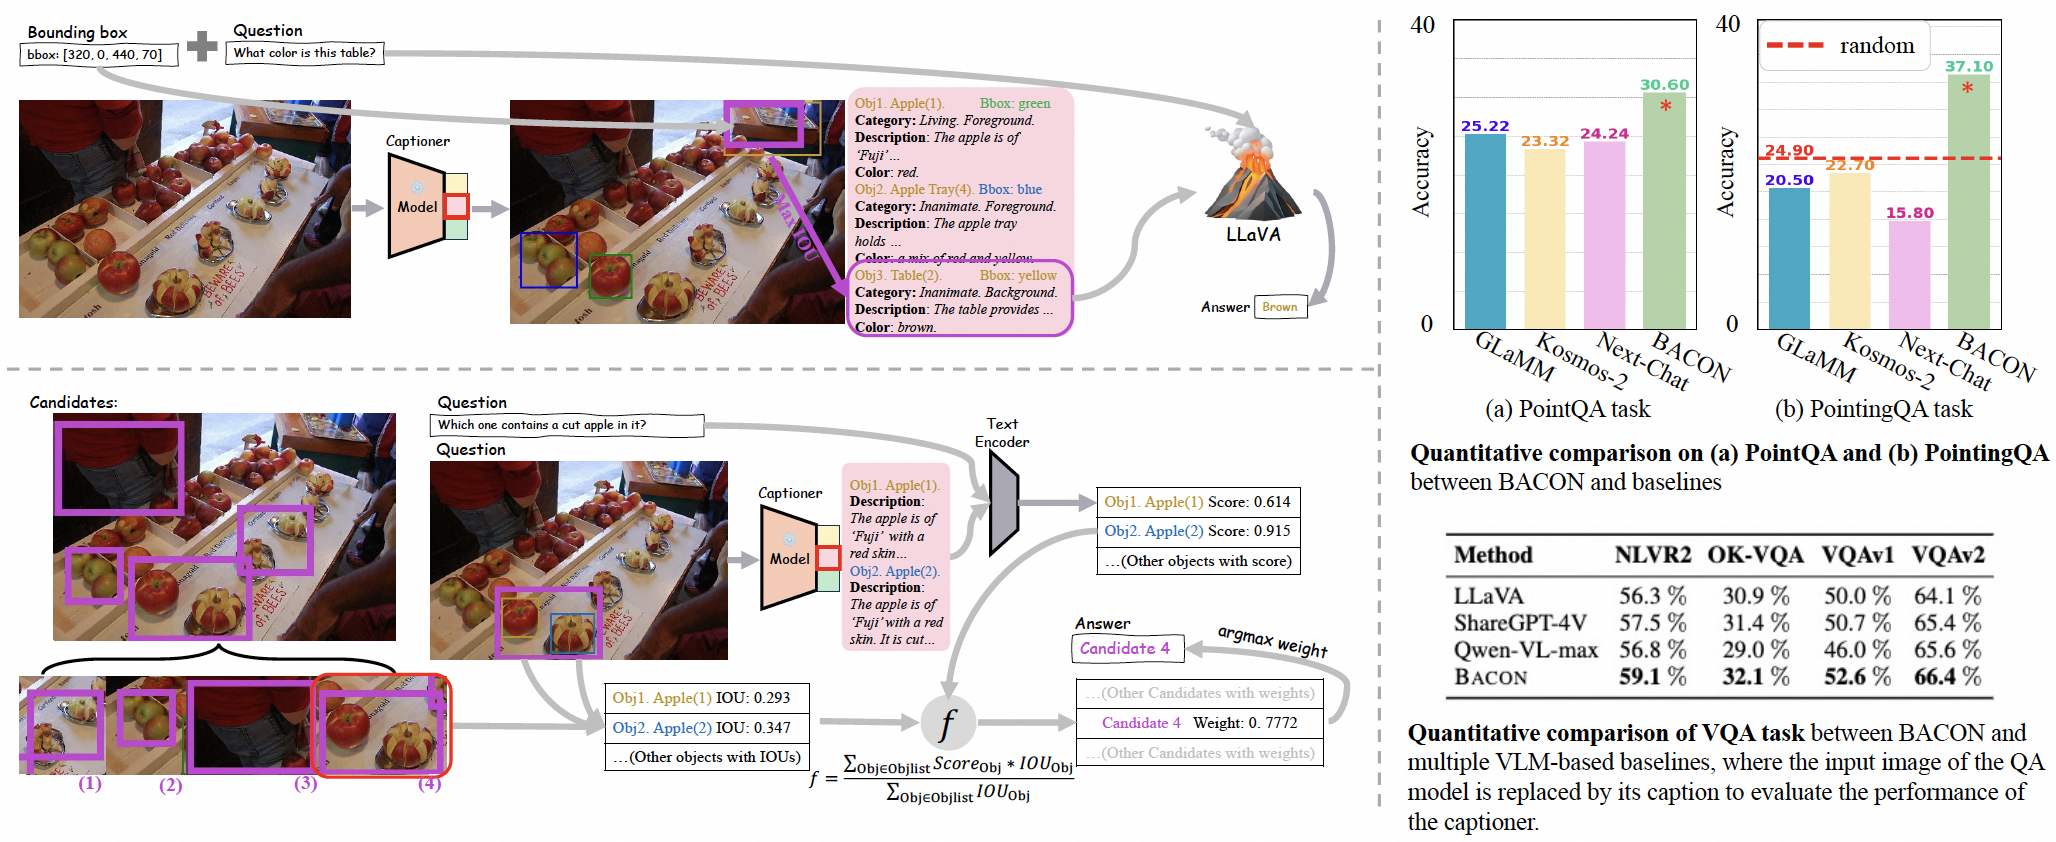 Bounding box
bbox: [320, 0, 440, 70]
Question
What color is this table?
Captioner
Model
Max IOU
Obj1. Apple(1). Bbox: green
Category: Living. Foreground.
Description: The apple is of
‘Fuji’...
Color: red.
Obj2. Apple Tray(4). Bbox: blue
Category: Inanimate. Foreground.
Description: The apple tray
holds ...
Color: a mix of red and yellow.
Obj3. Table(2). Bbox: yellow
Category: Inanimate. Background.
Description: The table provides ...
Color: brown.
LLaVA
Answer
Brown
BEWARE
of BEES
Candidates:
(1)
(2)
(3)
(4)
Question
Which one contains a cut apple in it?
Question
Captioner
Model
Obj1. Apple(1).
Description:
The apple is of
‘Fuji’ with a
red skin...
Obj2. Apple(2).
Description:
The apple is of
‘Fuji’ with a red
skin. It is cut...
Text
Encoder
Obj1. Apple(1) Score: 0.614
Obj2. Apple(2) Score: 0.915
...(Other objects with score)
Obj1. Apple(1) IOU: 0.293
Obj2. Apple(2) IOU: 0.347
...(Other objects with IOUs)
f
f = ∑Obj∈Objlist ScoreObj * IOUObj
∑Obj∈Objlist IOUObj
Answer
Candidate 4
argmax weight
...(Other Candidates with weights)
Candidate 4 Weight: 0. 7772
...(Other Candidates with weights)
40
Accuracy
0
25.22
23.32
24.24
30.60
*
GLaMM
Kosmos-2
Next-Chat
BACON
(a) PointQA task
40
Accuracy
0
random
24.90
20.50
22.70
15.80
37.10
*
GLaMM
Kosmos-2
Next-Chat
BACON
(b) PointingQA task
Quantitative comparison on (a) PointQA and (b) PointingQA
between BACON and baselines
Method NLVR2 OK-VQA VQAv1 VQAv2
LLaVA 56.3 % 30.9 % 50.0 % 64.1 %
ShareGPT-4V 57.5 % 31.4 % 50.7 % 65.4 %
Qwen-VL-max 56.8 % 29.0 % 46.0 % 65.6 %
BACON 59.1 % 32.1 % 52.6 % 66.4 %
Quantitative comparison of VQA task between BACON and
multiple VLM-based baselines, where the input image of the QA
model is replaced by its caption to evaluate the performance of
the captioner.